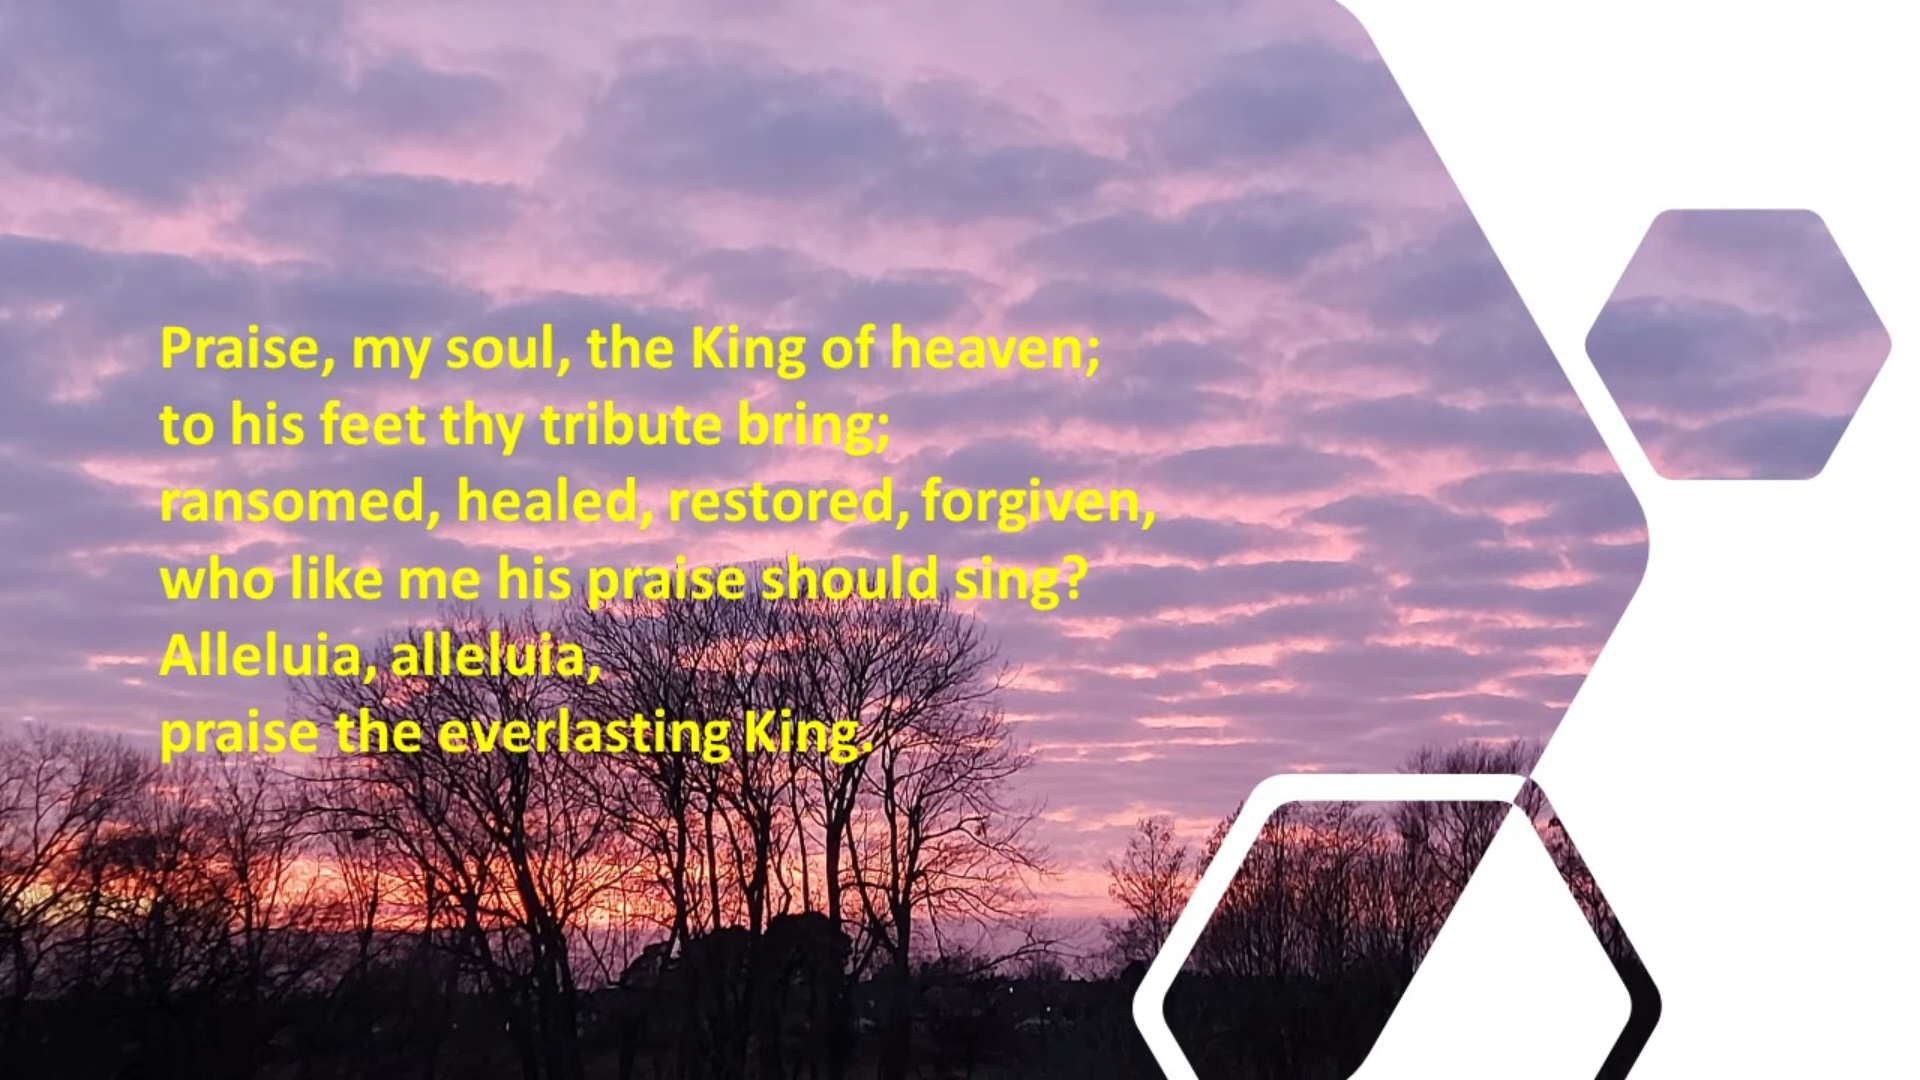 Praise, my soul, the King of heaven;
to his feet thy tribute bring;
ransomed, healed, restored, forgiven,
who like me his praise should sing?
Alleluia, alleluia,
praise the everlasting King.